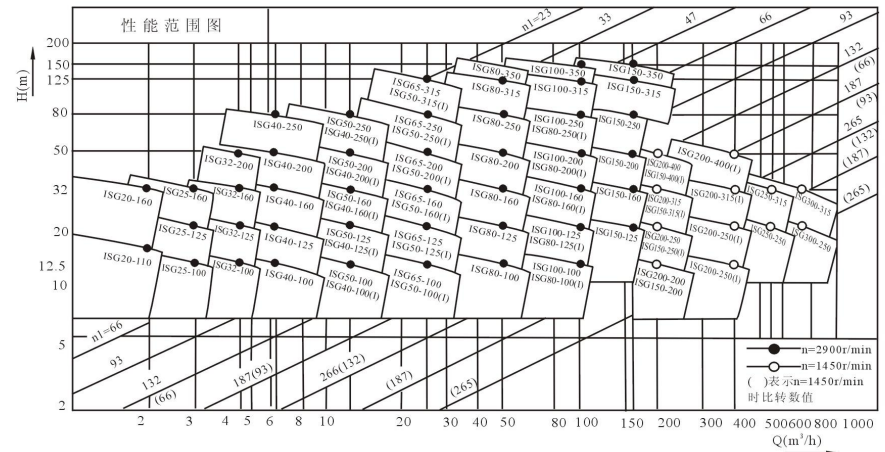 性能范围图
n1=23
33
47
66
93
132
(66)
187
(93)
265
(132)
(187)
(265)
H(m)
200
150
125
80
50
32
20
12.5
10
5
2
ISG80-350
ISG100-350
ISG150-350
ISG65-315
ISG50-315(I)
ISG80-315
ISG100-315
ISG150-315
ISG40-250
ISG50-250
ISG40-250(I)
ISG65-250
ISG50-250(I)
ISG80-250
ISG100-250
ISG80-250(I)
ISG150-250
ISG32-200
ISG40-200
ISG50-200
ISG40-200(I)
ISG65-200
ISG50-200(I)
ISG80-200
ISG100-200
ISG80-200(I)
ISG150-200
ISG200-400
ISG150-400(I)
ISG200-400(I)
ISG20-160
ISG25-160
ISG32-160
ISG40-160
ISG50-160
ISG40-160(I)
ISG65-160
ISG50-160(I)
ISG80-160
ISG100-160
ISG80-160(I)
ISG150-160
ISG200-315
ISG150-315(I)
ISG200-315(I)
ISG250-315
ISG300-315
ISG25-125
ISG32-125
ISG40-125
ISG50-125
ISG40-125(I)
ISG65-125
ISG50-125(I)
ISG80-125
ISG100-125
ISG80-125(I)
ISG150-125
ISG200-250
ISG150-250(I)
ISG200-250(I)
ISG250-250
ISG300-250
ISG20-110
ISG25-100
ISG32-100
ISG40-100
ISG50-100
ISG40-100(I)
ISG65-100
ISG50-100(I)
ISG80-100
ISG100-100
ISG80-100(I)
ISG200-200
ISG150-200
ISG200-250(I)
n1=66
93
132
(66)
187(93)
266(132)
(187)
(265)
n=2900r/min
n=1450r/min
( )表示n=1450r/min
时比转数值
2 3 4 5 6 8 10 20 30 40 50 80 100 150 200 300 400 500 600 800 1000
Q(m³/h)